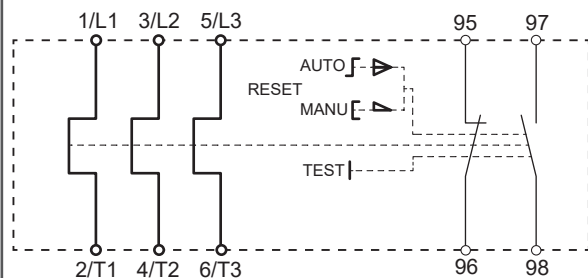 1/L1 3/L2 5/L3 95 97
AUTO
RESET
MANU
TEST
2/T1 4/T2 6/T3 96 98